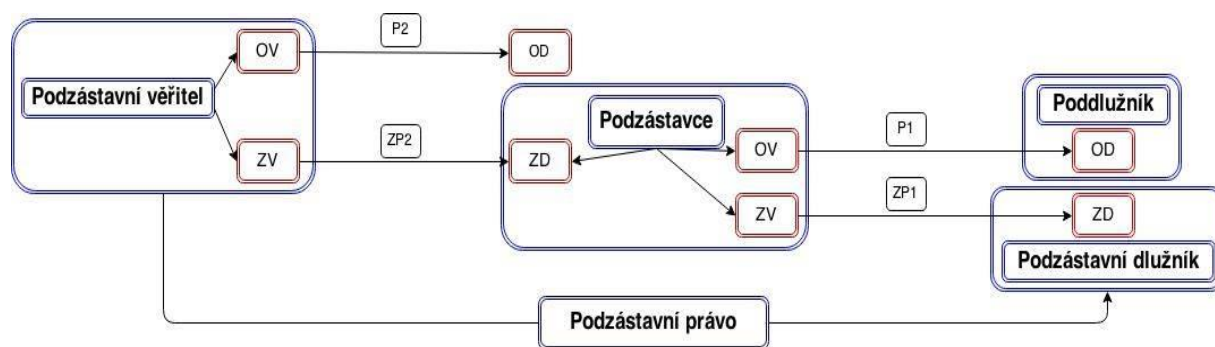 OV
P2
OD
Podzástavní věřitel
Podzástavce
Poddlužník
ZV
ZP2
ZD
OV
P1
OD
ZV
ZP1
ZD
Podzástavní dlužník
Podzástavní právo